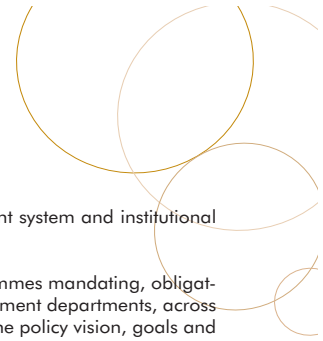 nt system and institutional
mmes mandating, obligat-
ment departments, across
he policy vision, goals and